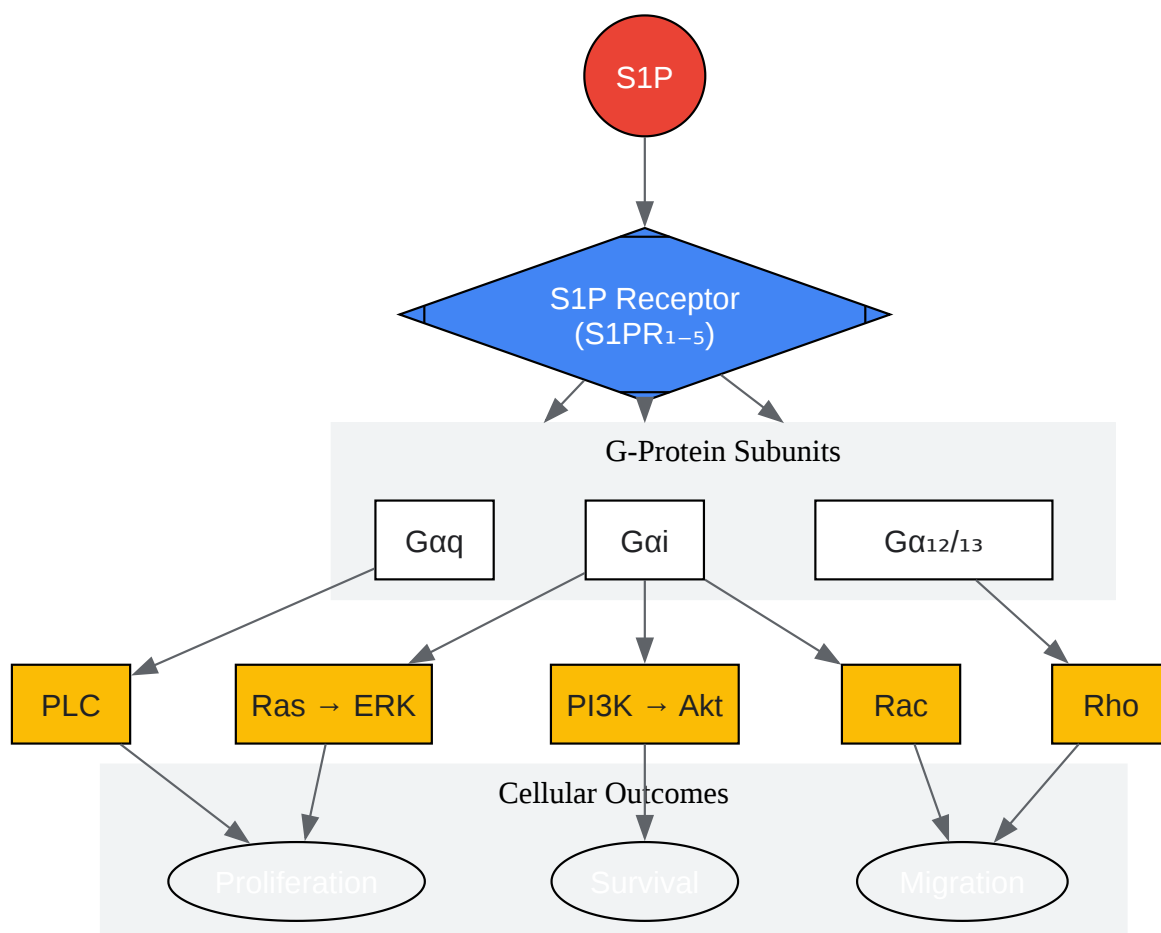 S1P
S1P Receptor
(S1PR₁₋₅)
G-Protein Subunits
Gαq
Gαi
Gα₁₂/₁₃
PLC
Ras → ERK
PI3K → Akt
Rac
Rho
Cellular Outcomes
Proliferation
Survival
Migration